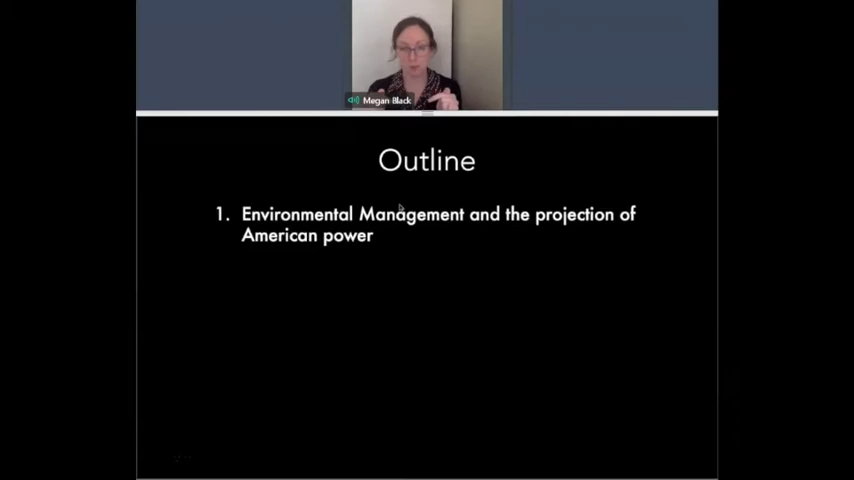 Megan Black
Outline
1. Environmental Management and the projection of
American power